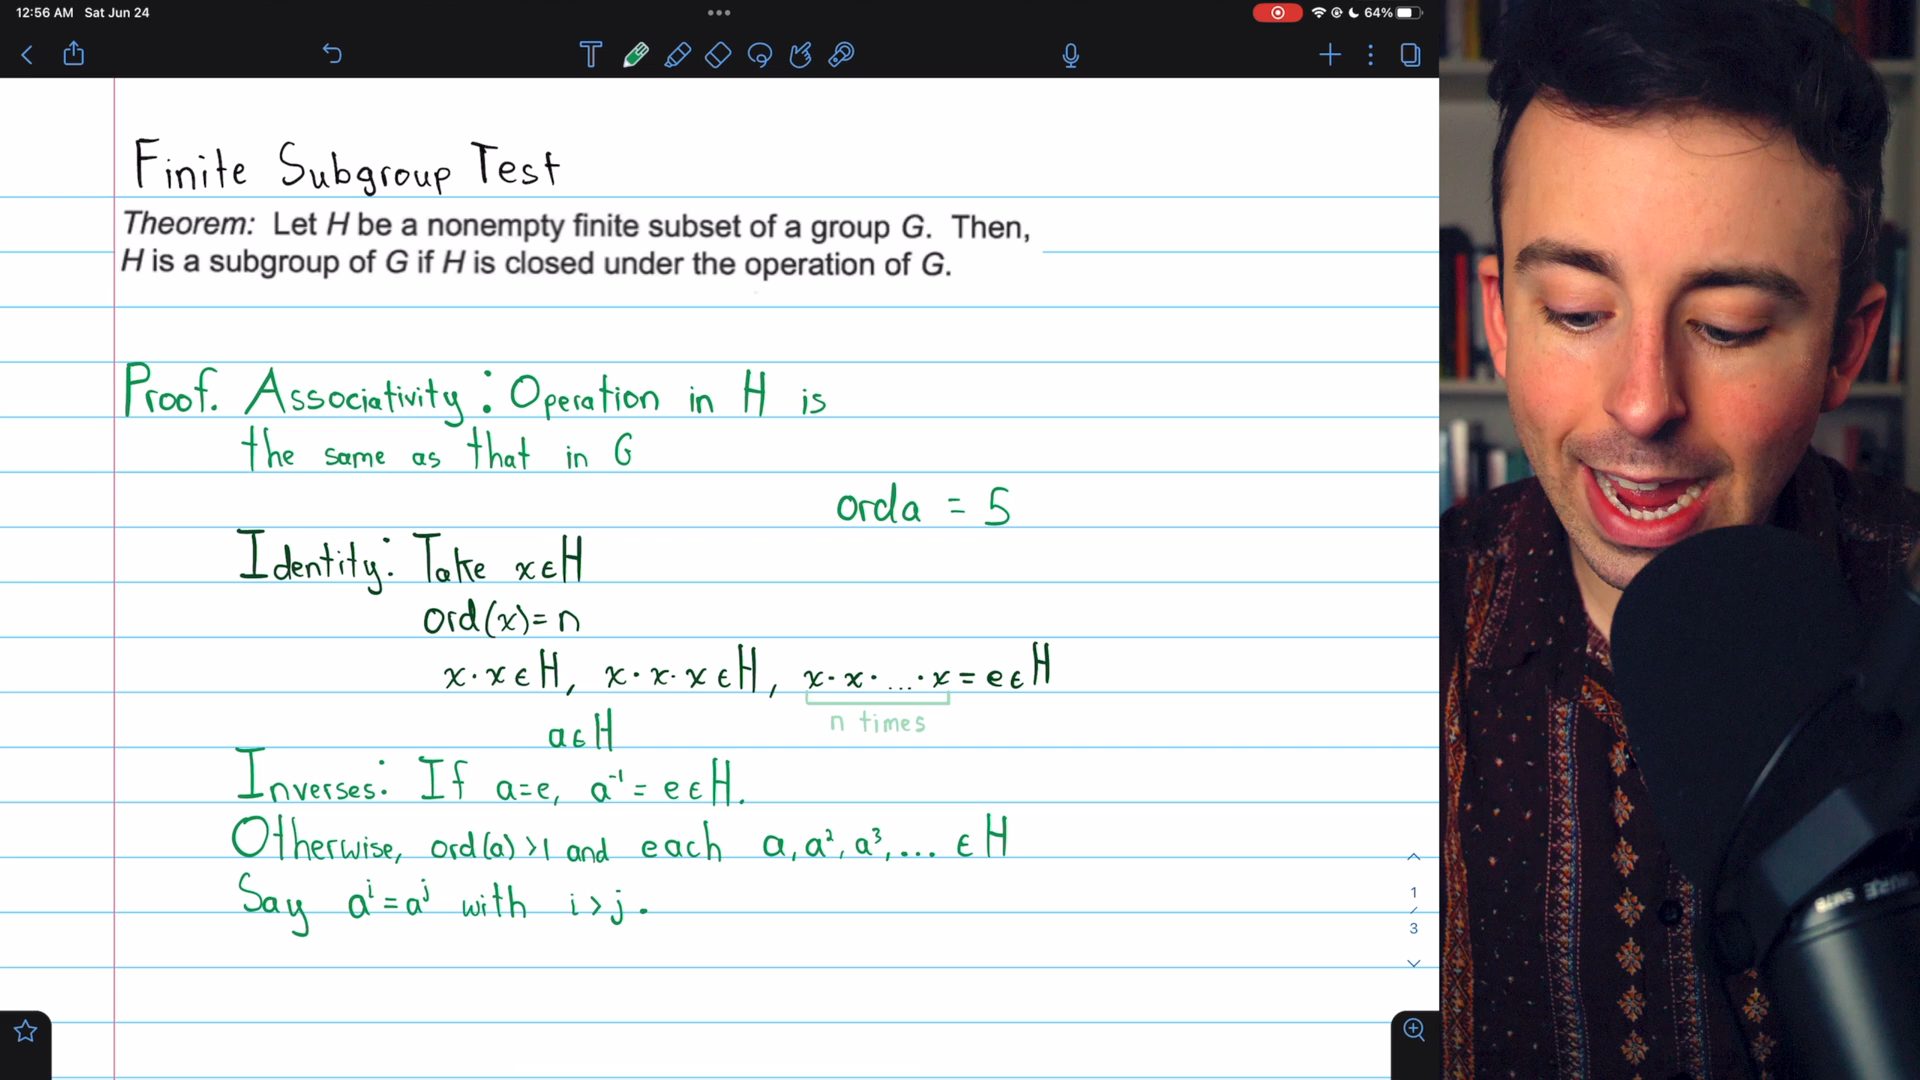 12:56 AM Sat Jun 24
64%
Finite Subgroup Test
Theorem: Let H be a nonempty finite subset of a group G. Then,
H is a subgroup of G if H is closed under the operation of G.
Proof. Associativity: Operation in H is
the same as that in G
ord a = 5
Identity: Take x∈H
ord(x)=n
x·x∈H, x·x·x∈H, x·x·...·x=e∈H
n times
a∈H
Inverses: If a=e, a⁻¹=e∈H.
Otherwise, ord(a)>1 and each a, a², a³, ... ∈H
Say aⁱ=aʲ with i>j.
1
/
3